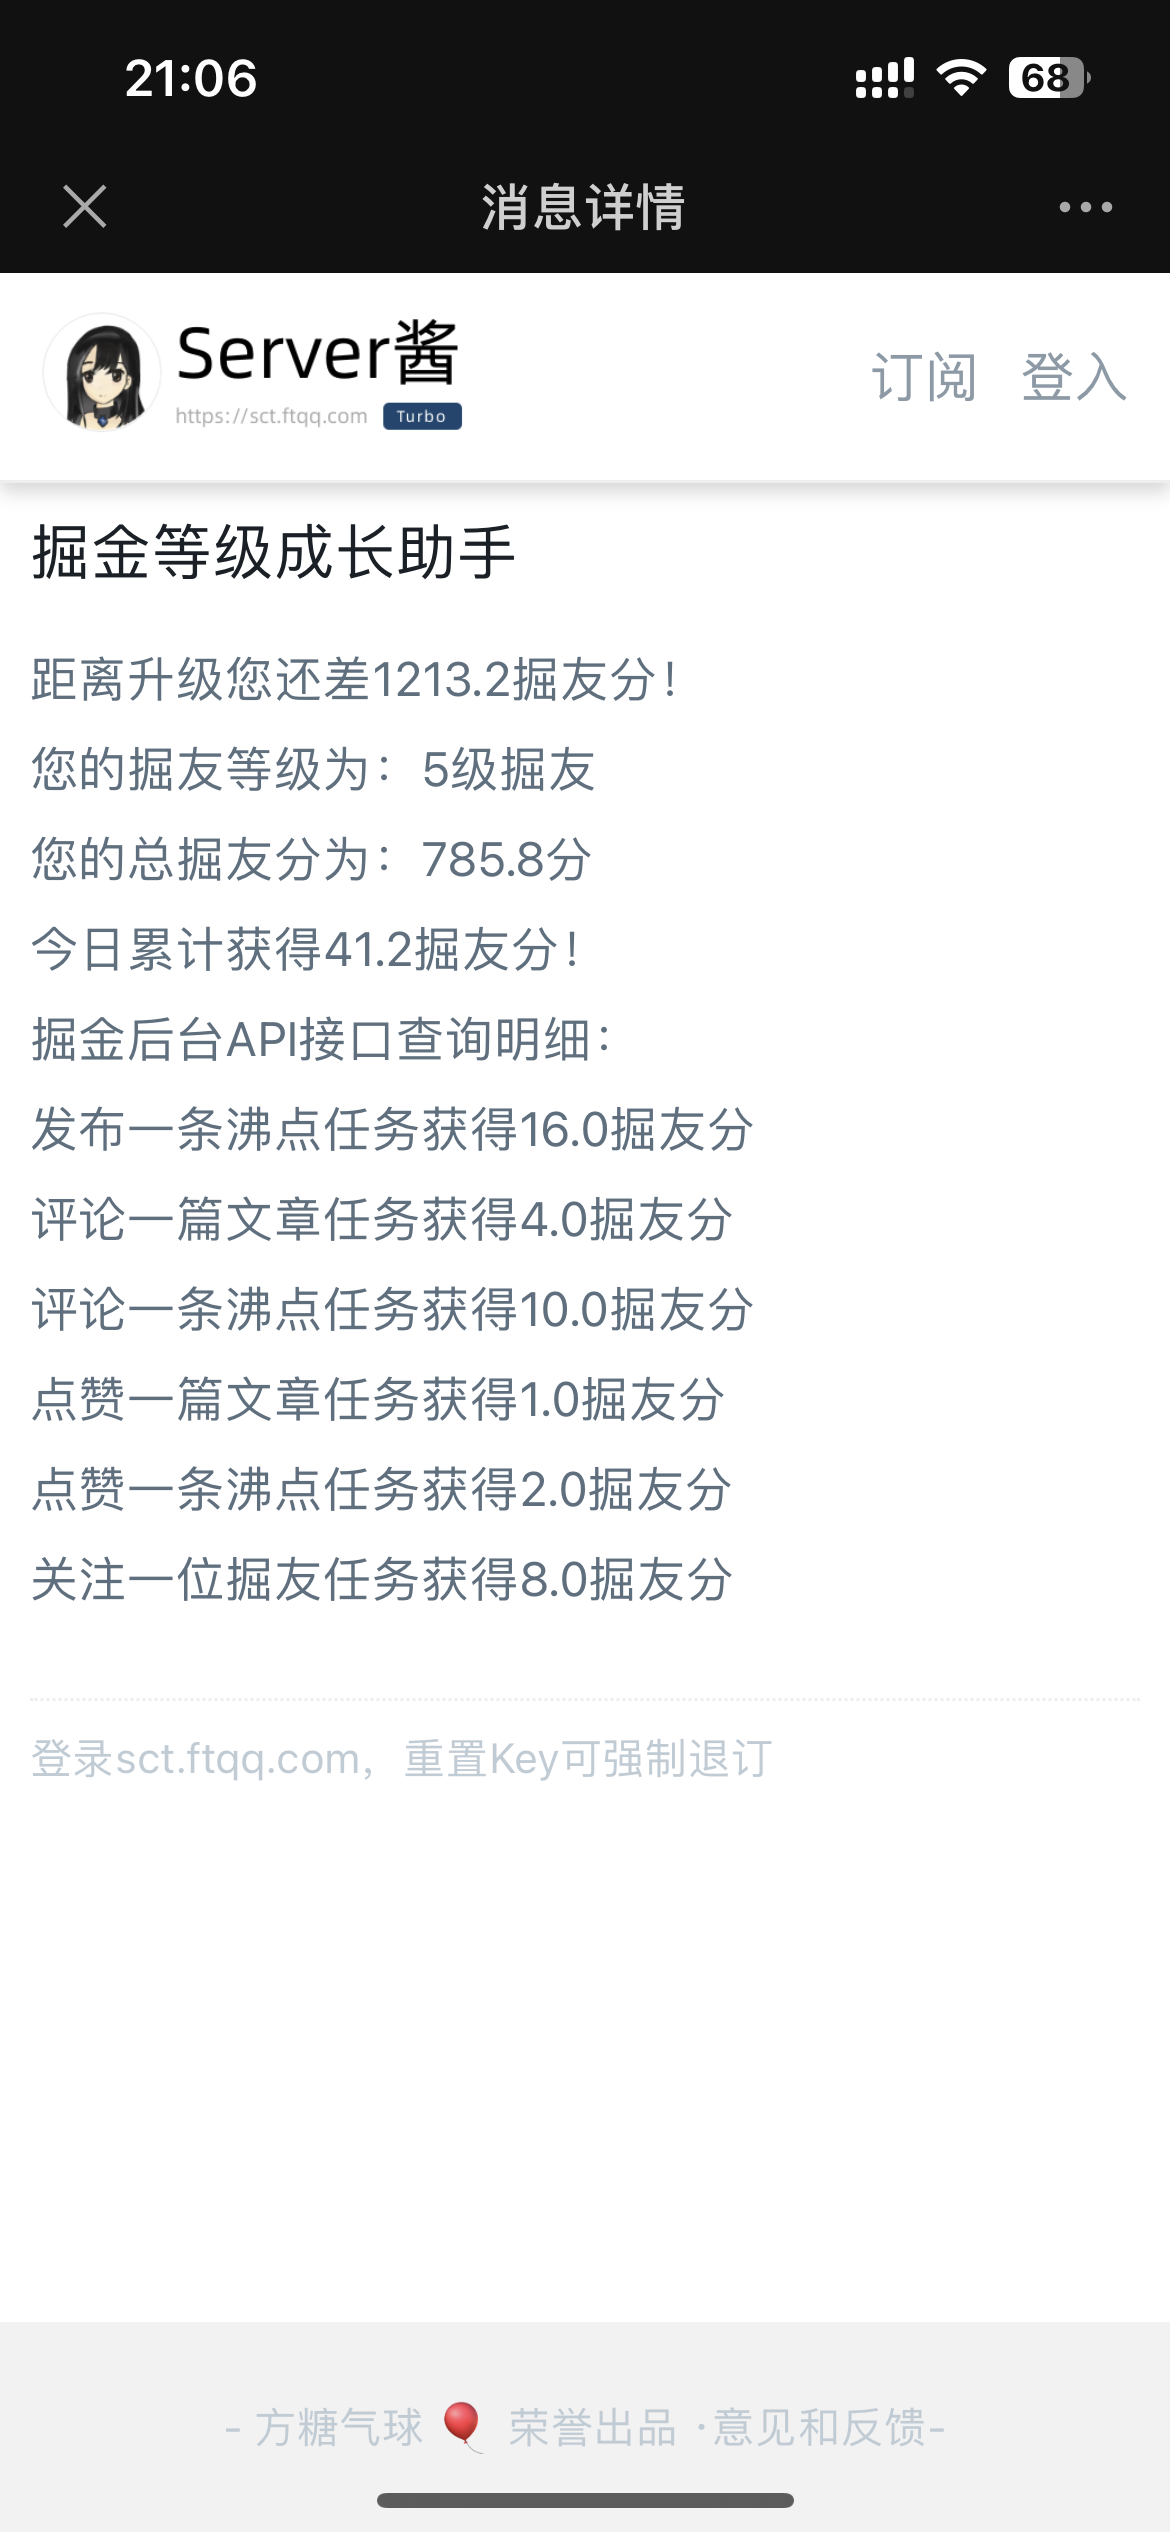 21:06
68
消息详情
Server酱
https://sct.ftqq.com Turbo
订阅 登入
掘金等级成长助手
距离升级您还差1213.2掘友分!
您的掘友等级为：5级掘友
您的总掘友分为：785.8分
今日累计获得41.2掘友分!
掘金后台API接口查询明细：
发布一条沸点任务获得16.0掘友分
评论一篇文章任务获得4.0掘友分
评论一条沸点任务获得10.0掘友分
点赞一篇文章任务获得1.0掘友分
点赞一条沸点任务获得2.0掘友分
关注一位掘友任务获得8.0掘友分
登录sct.ftqq.com，重置Key可强制退订
- 方糖气球 🎈 荣誉出品 ·意见和反馈-